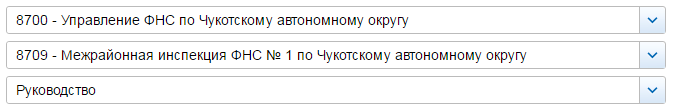 8700 - Управление ФНС по Чукотскому автономному округу
8709 - Межрайонная инспекция ФНС № 1 по Чукотскому автономному округу
Руководство